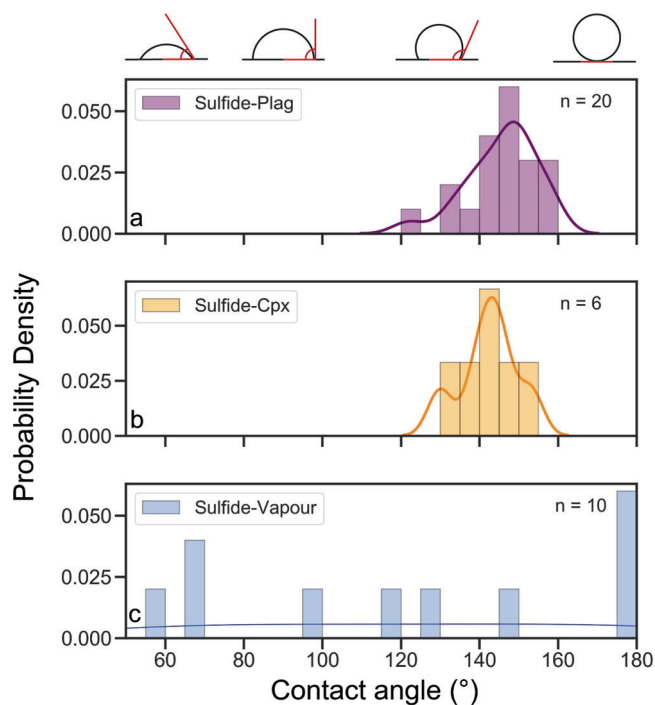 0.050
0.025
0.000
Sulfide-Plag
n = 20
a
0.050
0.025
0.000
Sulfide-Cpx
n = 6
b
0.050
0.025
0.000
Sulfide-Vapour
n = 10
c
60 80 100 120 140 160 180
Probability Density
Contact angle (°)